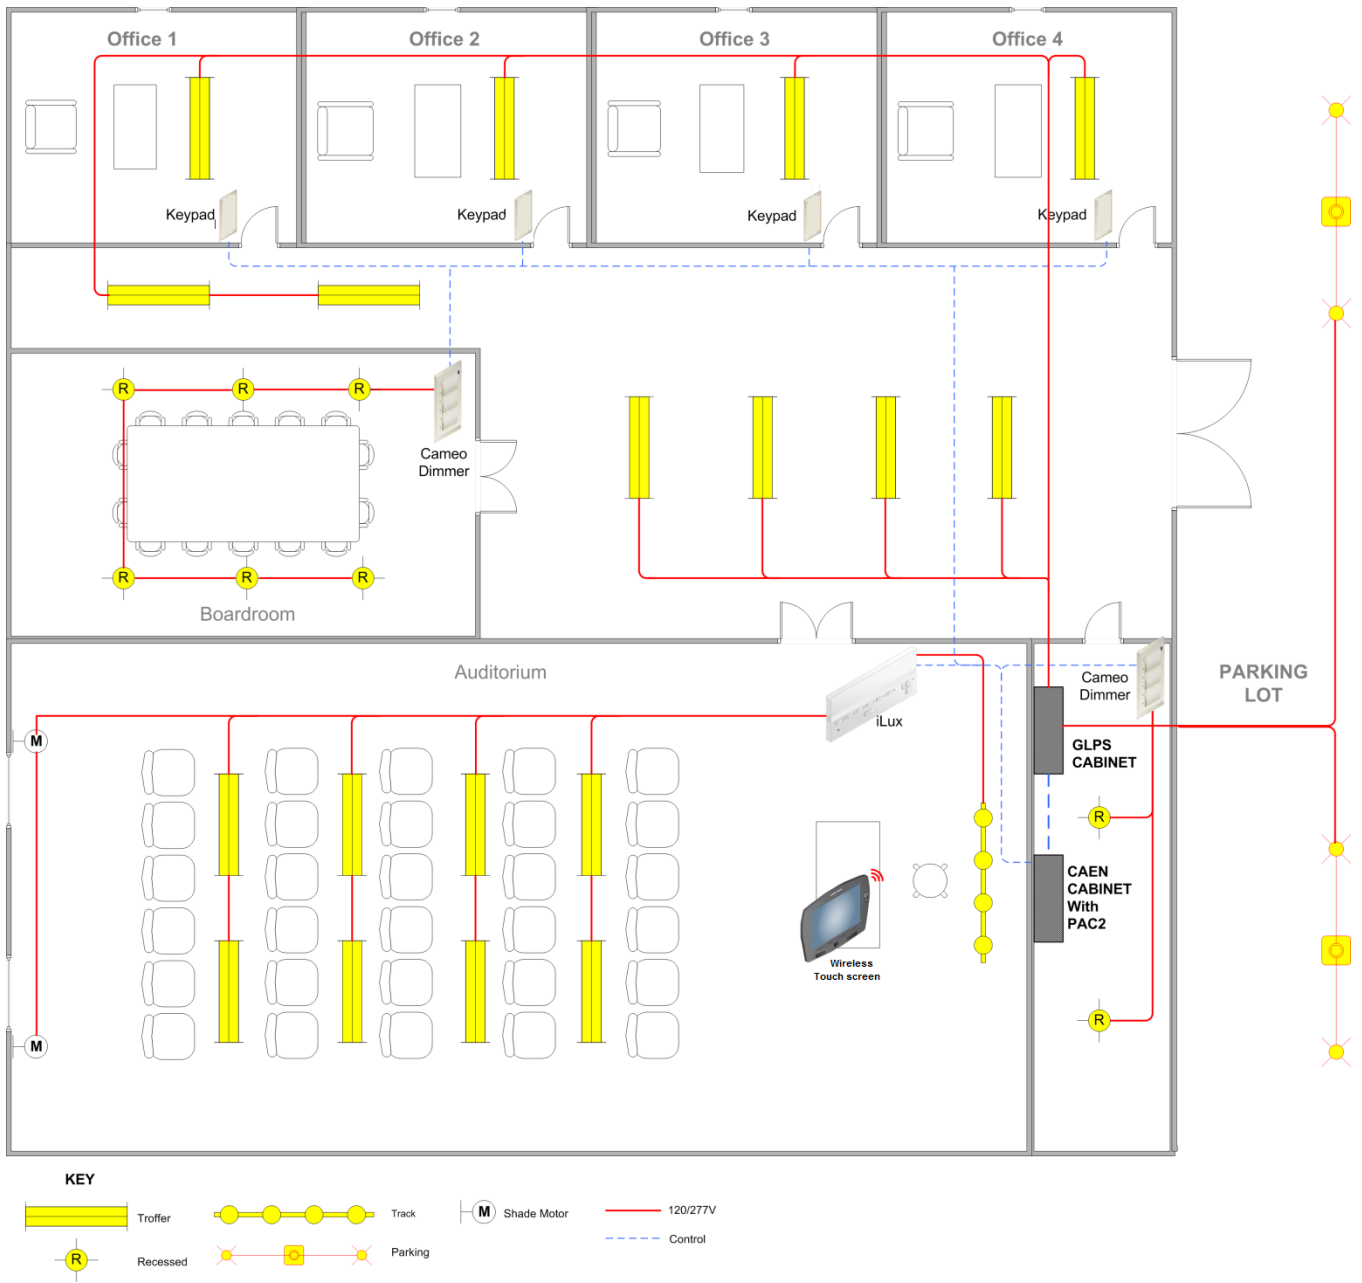 Office 1
Office 2
Office 3
Office 4
Keypad
Keypad
Keypad
Keypad
R
R
R
Cameo
Dimmer
R
R
R
Boardroom
Auditorium
Cameo
Dimmer
PARKING
LOT
iLux
M
GLPS
CABINET
R
CAEN
CABINET
With
PAC2
Wireless
Touch screen
R
M
KEY
Troffer
Track
M
Shade Motor
120/277V
Control
R
Recessed
Parking